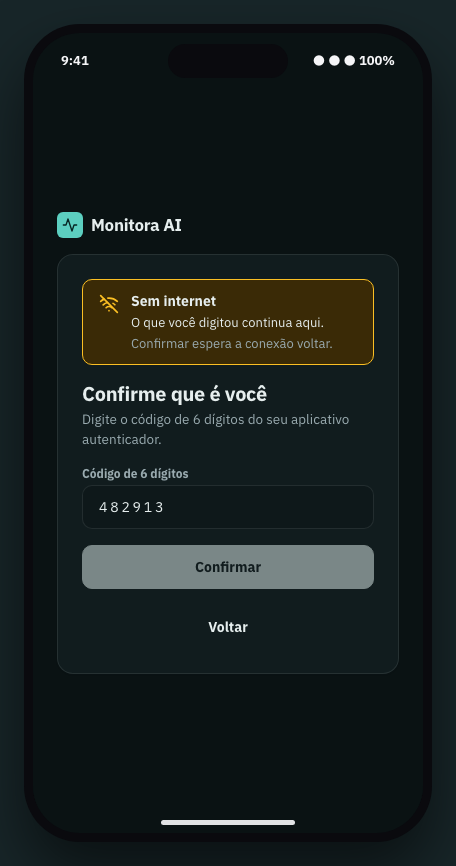 9:41
100%
Monitora AI
Sem internet
O que você digitou continua aqui.
Confirmar espera a conexão voltar.
Confirme que é você
Digite o código de 6 dígitos do seu aplicativo
autenticador.
Código de 6 dígitos
482913
Confirmar
Voltar